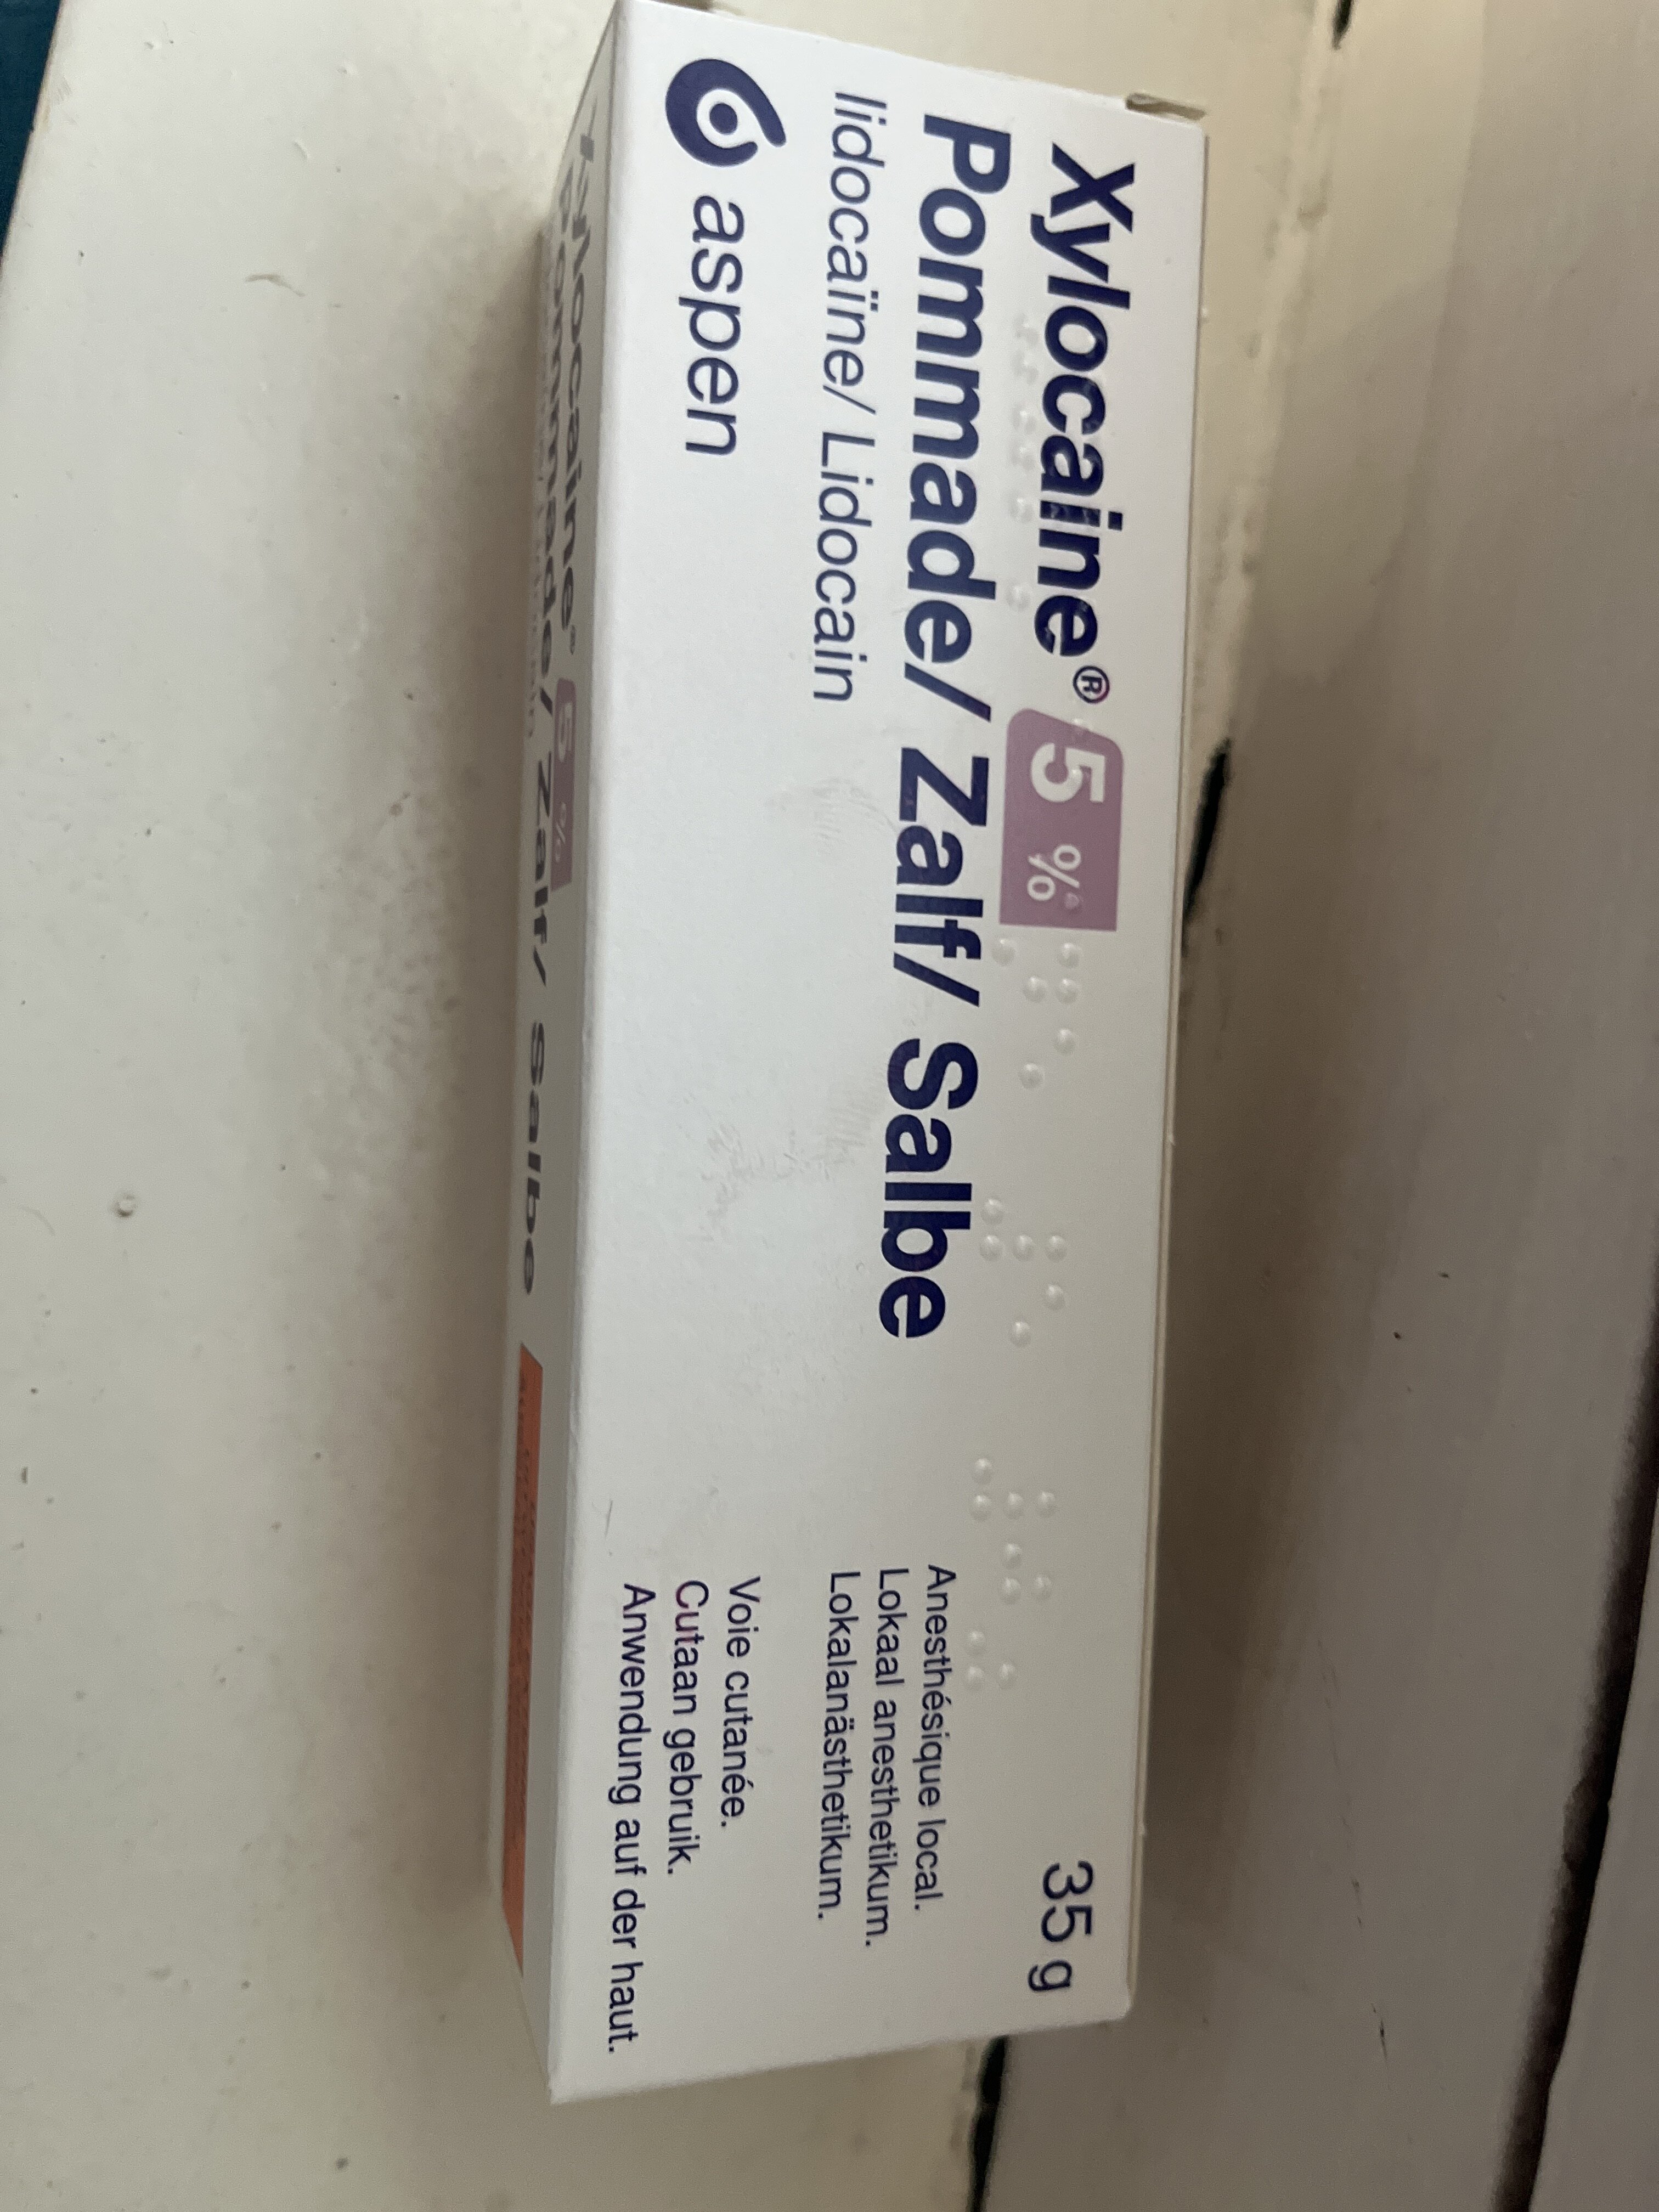 Xylocaine® 5 %
35 g
Pommade/ Zalf/ Salbe
lidocaïne/ Lidocain
aspen
Anesthésique local.
Lokaal anesthetikum.
Lokalanästhetikum.
Voie cutanée.
Cutaan gebruik.
Anwendung auf der haut.
Xylocaine® 5 %
Pommade/ Zalf/ Salbe